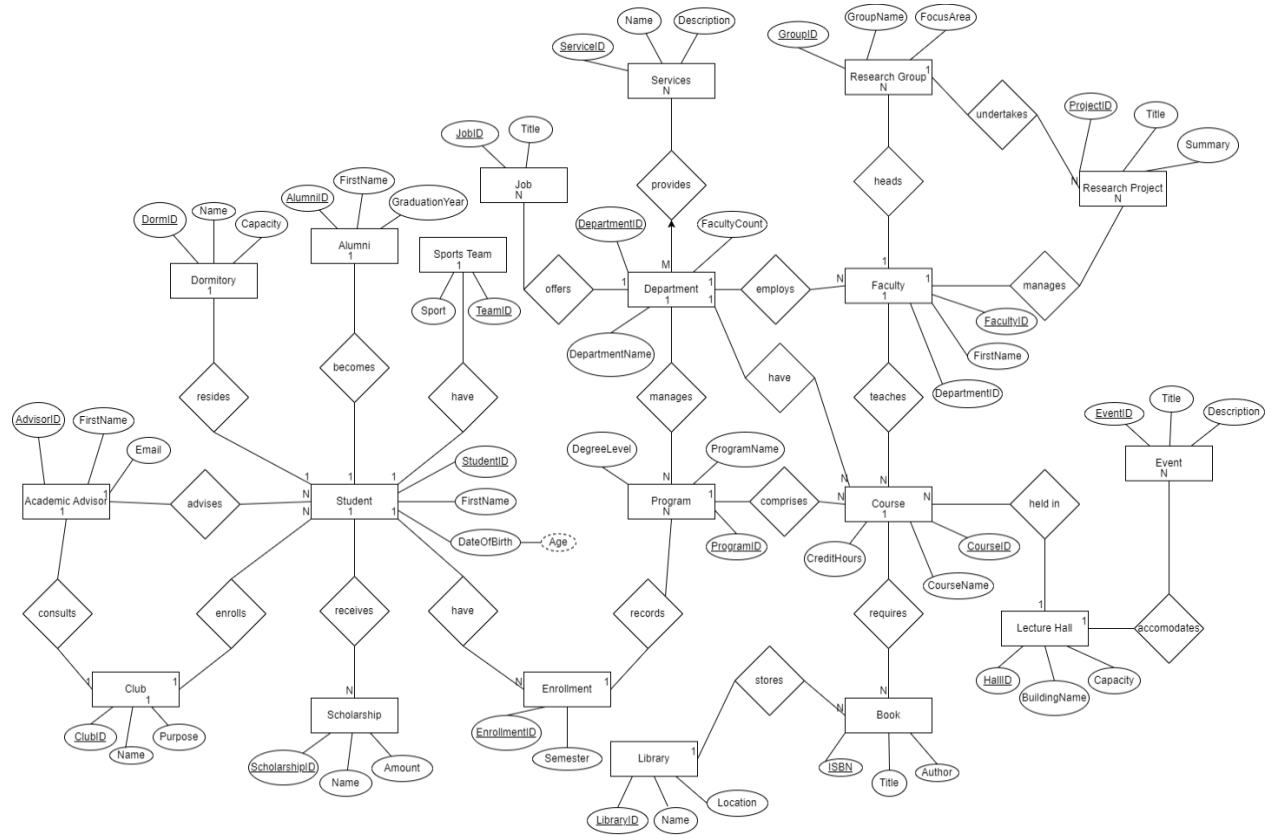 Name
Description
ServiceID
Services
N
GroupName
FocusArea
GroupID
Research Group
1
N
undertakes
ProjectID
Title
Summary
N
Research Project
N
JobID
Title
Job
N
provides
heads
AlumniID
FirstName
GraduationYear
Alumni
1
DormID
Name
Capacity
Dormitory
1
Sports Team
1
Sport
TeamID
DepartmentID
FacultyCount
M
offers
1
Department
1
1
1
employs
N
1
Faculty
1
1
manages
DepartmentName
FacultyID
FirstName
DepartmentID
resides
becomes
have
manages
have
teaches
EventID
Title
Description
Event
N
AdvisorID
FirstName
Email
Academic Advisor
1
1
advises
1
1
1
N
Student
N
1
1
StudentID
FirstName
DateOfBirth
Age
DegreeLevel
ProgramName
N
Program
1
N
ProgramID
comprises
N
N
N
N
Course
1
held in
CreditHours
CourseID
CourseName
consults
enrolls
receives
have
records
requires
1
Lecture Hall
1
accomodates
HallID
BuildingName
Capacity
1
Club
1
1
ClubID
Name
Purpose
N
Scholarship
ScholarshipID
Name
Amount
N
Enrollment
1
EnrollmentID
Semester
stores
N
N
Book
ISBN
Title
Author
Library
1
LibraryID
Name
Location